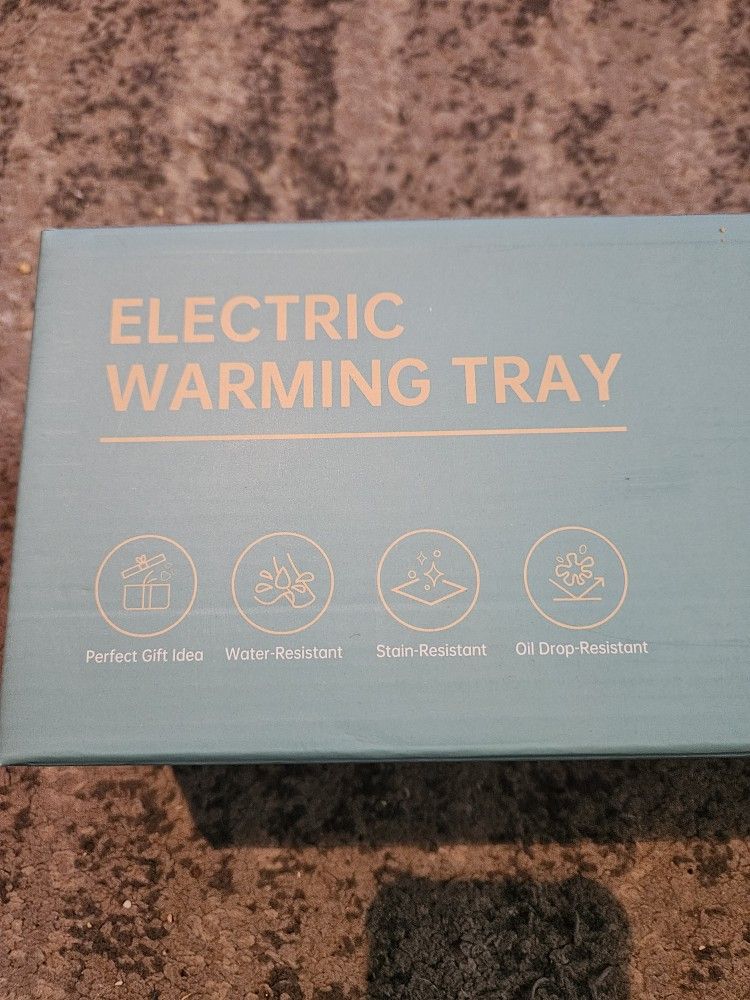 ELECTRIC
WARMING TRAY
Perfect Gift Idea Water-Resistant Stain-Resistant Oil Drop-Resistant